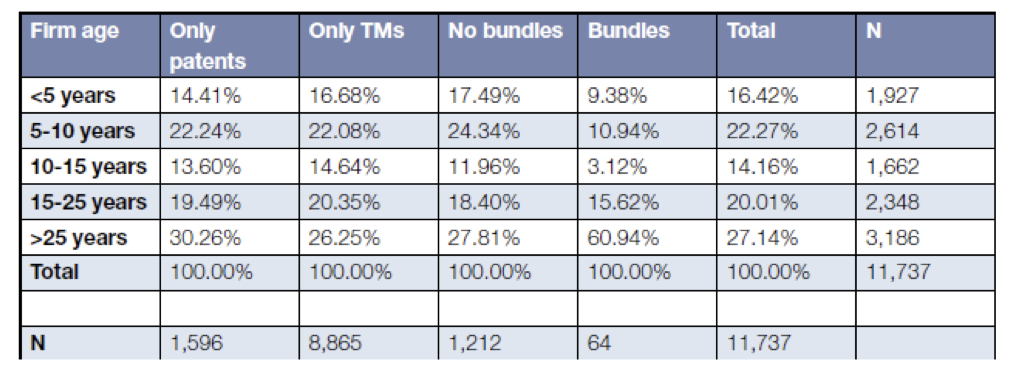 Firm age Only patents Only TMs No bundles Bundles Total N
<5 years 14.41% 16.68% 17.49% 9.38% 16.42% 1,927
5-10 years 22.24% 22.08% 24.34% 10.94% 22.27% 2,614
10-15 years 13.60% 14.64% 11.96% 3.12% 14.16% 1,662
15-25 years 19.49% 20.35% 18.40% 15.62% 20.01% 2,348
>25 years 30.26% 26.25% 27.81% 60.94% 27.14% 3,186
Total 100.00% 100.00% 100.00% 100.00% 100.00% 11,737
N 1,596 8,865 1,212 64 11,737